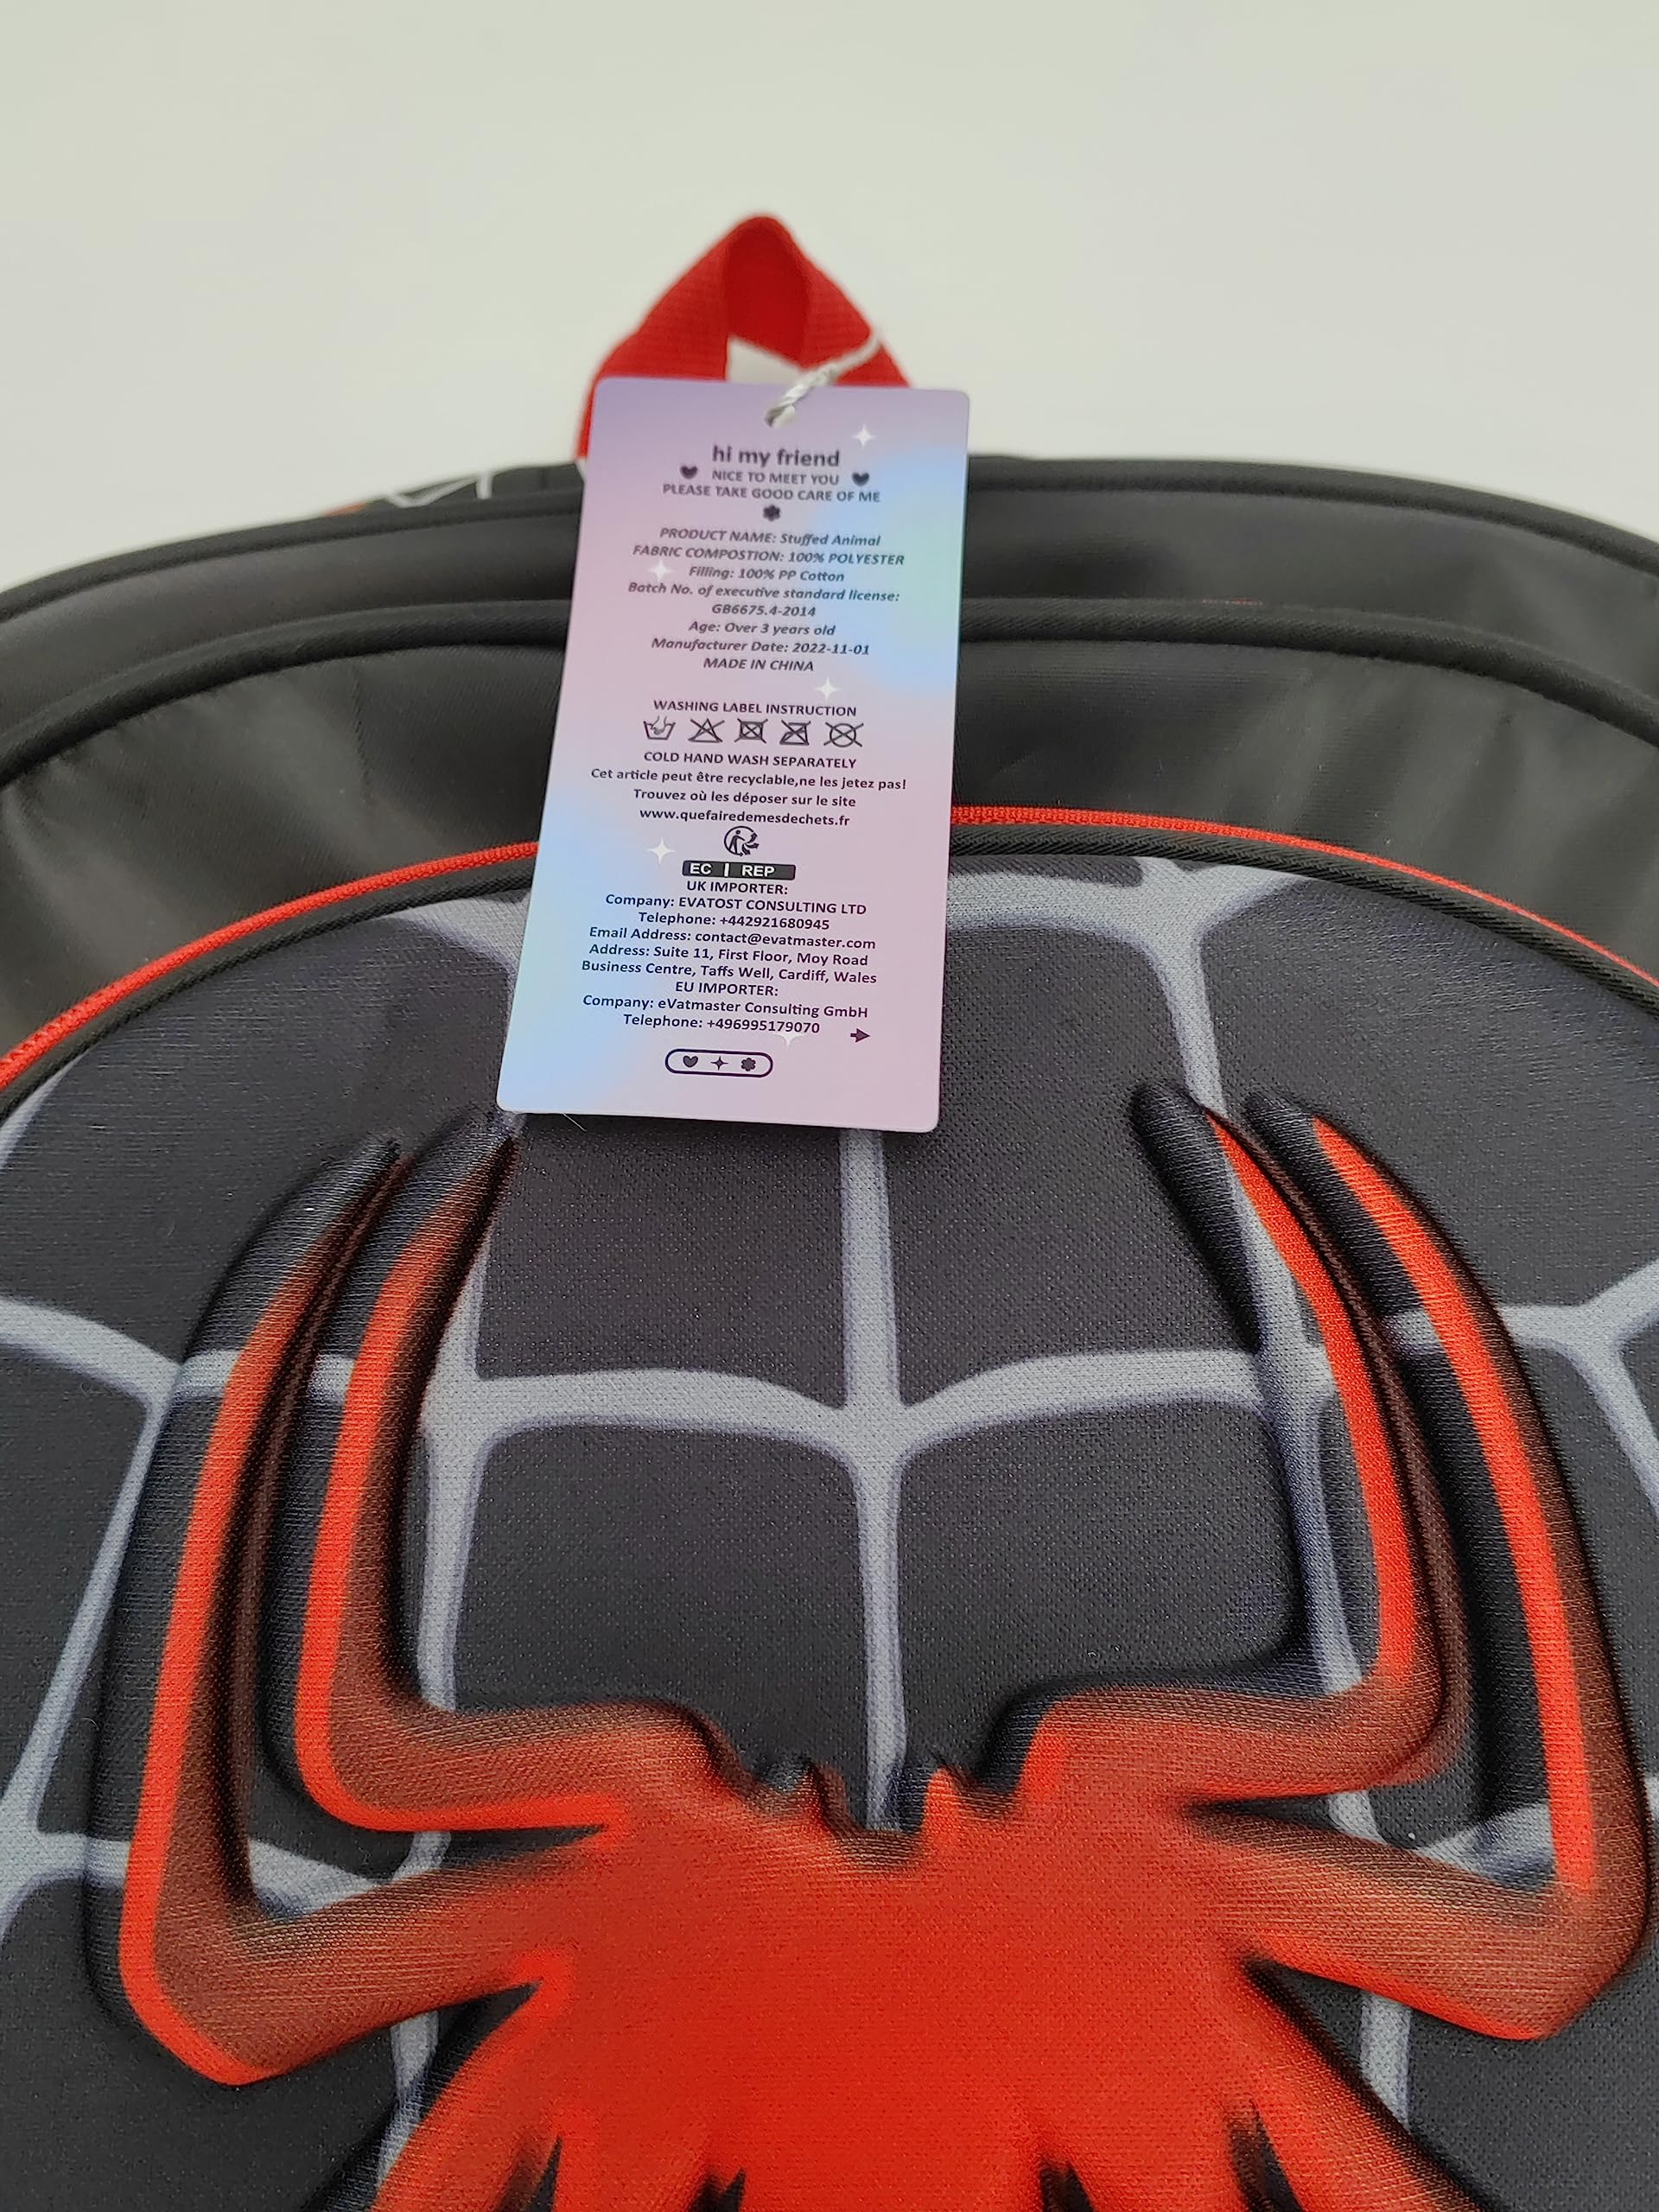 hi my friend
NICE TO MEET YOU
PLEASE TAKE GOOD CARE OF ME
PRODUCT NAME: Stuffed Animal
FABRIC COMPOSTION: 100% POLYESTER
Filling: 100% PP Cotton
Batch No. of executive standard license:
GB6675.4-2014
Age: Over 3 years old
Manufacturer Date: 2022-11-01
MADE IN CHINA
WASHING LABEL INSTRUCTION
COLD HAND WASH SEPARATELY
Cet article peut être recyclable,ne les jetez pas!
Trouvez où les déposer sur le site
www.quefairedemesdechets.fr
EC | REP
UK IMPORTER:
Company: EVATOST CONSULTING LTD
Telephone: +442921680945
Email Address: contact@evatmaster.com
Address: Suite 11, First Floor, Moy Road
Business Centre, Taffs Well, Cardiff, Wales
EU IMPORTER:
Company: eVatmaster Consulting GmbH
Telephone: +496995179070